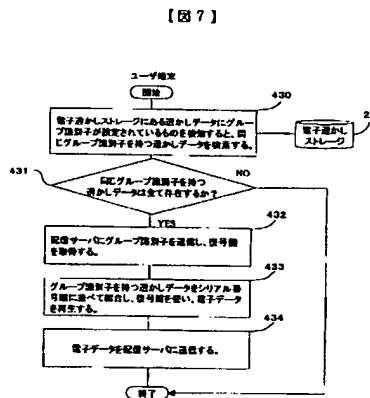 【図７】
ユーザ端末
開始
430
電子透かしストレージにある透かしデータにグルー
プ識別子が設定されているものを検知すると、同
じグループ識別子を持つ透かしデータを検索する。
2
電子透かし
ストレージ
431
同じグループ識別子を持つ
透かしデータは全て存在するか？
NO
YES
432
配信サーバにグループ識別子を送信し、復号鍵
を取得する。
433
グループ識別子を持つ透かしデータをシリアル番
号順に並べて結合し、復号鍵を使い、電子データ
を再生する。
434
電子データを配信サーバに送信する。
終了